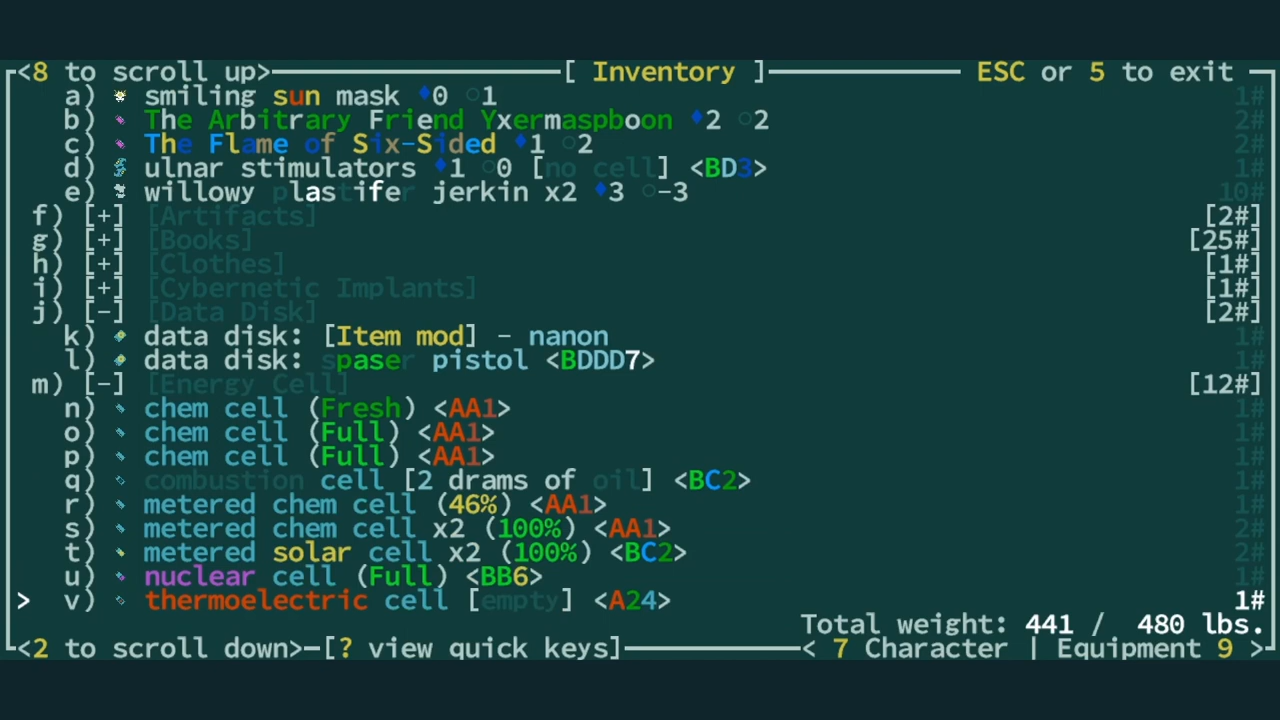 <8 to scroll up> [ Inventory ] ESC or 5 to exit
a) smiling sun mask ♦0 ○1 1#
b) The Arbitrary Friend Yxermaspboon ♦2 ○2 2#
c) The Flame of Six-Sided ♦1 ○2 2#
d) ulnar stimulators ♦1 ○0 [no cell] <BD3> 1#
e) willowy plastifer jerkin x2 ♦3 ○-3 10#
f) [+] [Artifacts] [2#]
g) [+] [Books] [25#]
h) [+] [Clothes] [1#]
i) [+] [Cybernetic Implants] [1#]
j) [-] [Data Disk] [2#]
k) data disk: [Item mod] - nanon 1#
l) data disk: spaser pistol <BDDD7> 1#
m) [-] [Energy Cell] [12#]
n) chem cell (Fresh) <AA1> 1#
o) chem cell (Full) <AA1> 1#
p) chem cell (Full) <AA1> 1#
q) combustion cell [2 drams of oil] <BC2> 1#
r) metered chem cell (46%) <AA1> 1#
s) metered chem cell x2 (100%) <AA1> 2#
t) metered solar cell x2 (100%) <BC2> 2#
u) nuclear cell (Full) <BB6> 1#
> v) thermoelectric cell [empty] <A24> 1#
Total weight: 441 / 480 lbs.
<2 to scroll down> [? view quick keys] < 7 Character | Equipment 9 >